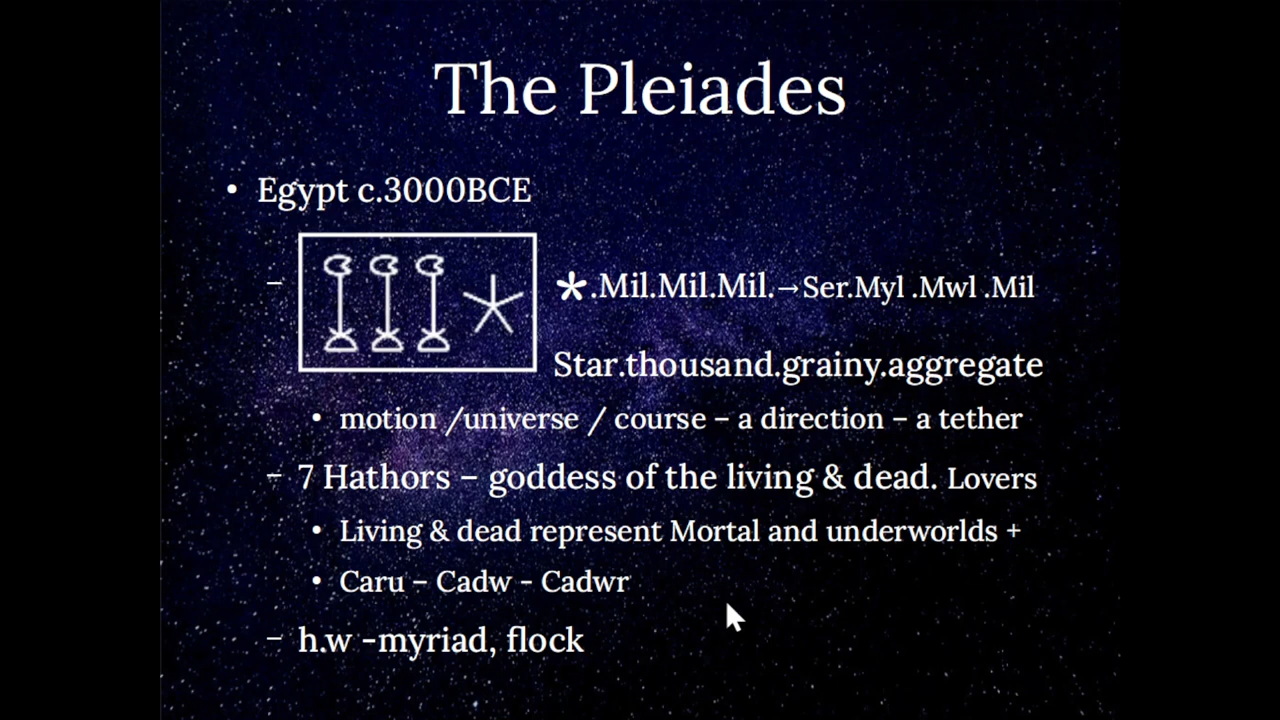 The Pleiades
• Egypt c.3000BCE
– *.Mil.Mil.Mil.→Ser.Myl .Mwl .Mil
Star.thousand.grainy.aggregate
• motion /universe / course – a direction – a tether
– 7 Hathors – goddess of the living & dead. Lovers
• Living & dead represent Mortal and underworlds +
• Caru – Cadw - Cadwr
– h.w -myriad, flock